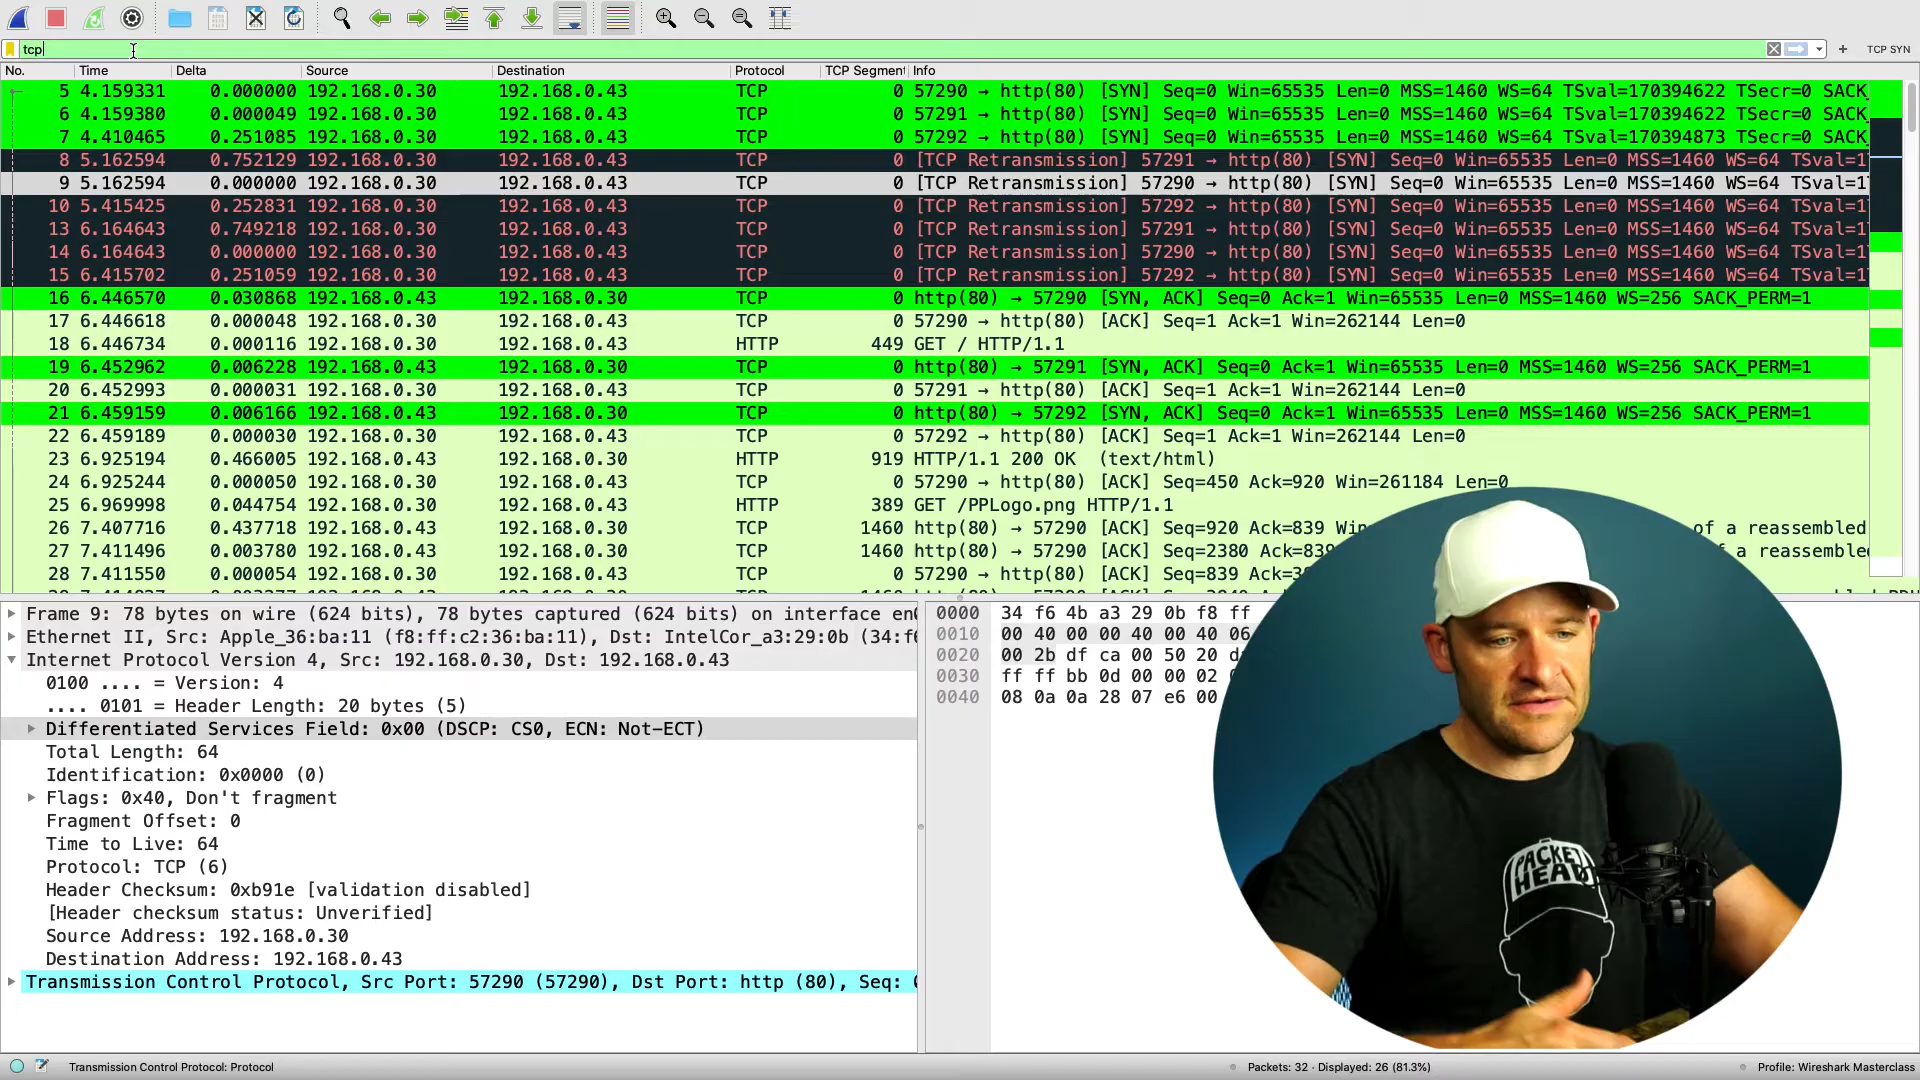 tcp
TCP SYN
No. Time Delta Source Destination Protocol TCP Segment Info
5 4.159331 0.000000 192.168.0.30 192.168.0.43 TCP 0 57290 → http(80) [SYN] Seq=0 Win=65535 Len=0 MSS=1460 WS=64 TSval=170394622 TSecr=0 SACK_
6 4.159380 0.000049 192.168.0.30 192.168.0.43 TCP 0 57291 → http(80) [SYN] Seq=0 Win=65535 Len=0 MSS=1460 WS=64 TSval=170394622 TSecr=0 SACK_
7 4.410465 0.251085 192.168.0.30 192.168.0.43 TCP 0 57292 → http(80) [SYN] Seq=0 Win=65535 Len=0 MSS=1460 WS=64 TSval=170394873 TSecr=0 SACK_
8 5.162594 0.752129 192.168.0.30 192.168.0.43 TCP 0 [TCP Retransmission] 57291 → http(80) [SYN] Seq=0 Win=65535 Len=0 MSS=1460 WS=64 TSval=1
9 5.162594 0.000000 192.168.0.30 192.168.0.43 TCP 0 [TCP Retransmission] 57290 → http(80) [SYN] Seq=0 Win=65535 Len=0 MSS=1460 WS=64 TSval=1
10 5.415425 0.252831 192.168.0.30 192.168.0.43 TCP 0 [TCP Retransmission] 57292 → http(80) [SYN] Seq=0 Win=65535 Len=0 MSS=1460 WS=64 TSval=1
13 6.164643 0.749218 192.168.0.30 192.168.0.43 TCP 0 [TCP Retransmission] 57291 → http(80) [SYN] Seq=0 Win=65535 Len=0 MSS=1460 WS=64 TSval=1
14 6.164643 0.000000 192.168.0.30 192.168.0.43 TCP 0 [TCP Retransmission] 57290 → http(80) [SYN] Seq=0 Win=65535 Len=0 MSS=1460 WS=64 TSval=1
15 6.415702 0.251059 192.168.0.30 192.168.0.43 TCP 0 [TCP Retransmission] 57292 → http(80) [SYN] Seq=0 Win=65535 Len=0 MSS=1460 WS=64 TSval=1
16 6.446570 0.030868 192.168.0.43 192.168.0.30 TCP 0 http(80) → 57290 [SYN, ACK] Seq=0 Ack=1 Win=65535 Len=0 MSS=1460 WS=256 SACK_PERM=1
17 6.446618 0.000048 192.168.0.30 192.168.0.43 TCP 0 57290 → http(80) [ACK] Seq=1 Ack=1 Win=262144 Len=0
18 6.446734 0.000116 192.168.0.30 192.168.0.43 HTTP 449 GET / HTTP/1.1
19 6.452962 0.006228 192.168.0.43 192.168.0.30 TCP 0 http(80) → 57291 [SYN, ACK] Seq=0 Ack=1 Win=65535 Len=0 MSS=1460 WS=256 SACK_PERM=1
20 6.452993 0.000031 192.168.0.30 192.168.0.43 TCP 0 57291 → http(80) [ACK] Seq=1 Ack=1 Win=262144 Len=0
21 6.459159 0.006166 192.168.0.43 192.168.0.30 TCP 0 http(80) → 57292 [SYN, ACK] Seq=0 Ack=1 Win=65535 Len=0 MSS=1460 WS=256 SACK_PERM=1
22 6.459189 0.000030 192.168.0.30 192.168.0.43 TCP 0 57292 → http(80) [ACK] Seq=1 Ack=1 Win=262144 Len=0
23 6.925194 0.466005 192.168.0.43 192.168.0.30 HTTP 919 HTTP/1.1 200 OK (text/html)
24 6.925244 0.000050 192.168.0.30 192.168.0.43 TCP 0 57290 → http(80) [ACK] Seq=450 Ack=920 Win=261184 Len=0
25 6.969998 0.044754 192.168.0.30 192.168.0.43 HTTP 389 GET /PPLogo.png HTTP/1.1
26 7.407716 0.437718 192.168.0.43 192.168.0.30 TCP 1460 http(80) → 57290 [ACK] Seq=920 Ack=839 Win of a reassembled
27 7.411496 0.003780 192.168.0.43 192.168.0.30 TCP 1460 http(80) → 57290 [ACK] Seq=2380 Ack=839 a reassemble
28 7.411550 0.000054 192.168.0.30 192.168.0.43 TCP 0 57290 → http(80) [ACK] Seq=839 Ack=3
Frame 9: 78 bytes on wire (624 bits), 78 bytes captured (624 bits) on interface en
Ethernet II, Src: Apple_36:ba:11 (f8:ff:c2:36:ba:11), Dst: IntelCor_a3:29:0b (34:f6
Internet Protocol Version 4, Src: 192.168.0.30, Dst: 192.168.0.43
0100 .... = Version: 4
.... 0101 = Header Length: 20 bytes (5)
Differentiated Services Field: 0x00 (DSCP: CS0, ECN: Not-ECT)
Total Length: 64
Identification: 0x0000 (0)
Flags: 0x40, Don't fragment
Fragment Offset: 0
Time to Live: 64
Protocol: TCP (6)
Header Checksum: 0xb91e [validation disabled]
[Header checksum status: Unverified]
Source Address: 192.168.0.30
Destination Address: 192.168.0.43
Transmission Control Protocol, Src Port: 57290 (57290), Dst Port: http (80), Seq:
0000 34 f6 4b a3 29 0b f8 ff
0010 00 40 00 00 40 00 40 06
0020 00 2b df ca 00 50 20
0030 ff ff bb 0d 00 00 02
0040 08 0a 0a 28 07 e6 00
PACKET
HEAD
Transmission Control Protocol: Protocol
Packets: 32 · Displayed: 26 (81.3%)
Profile: Wireshark Masterclass